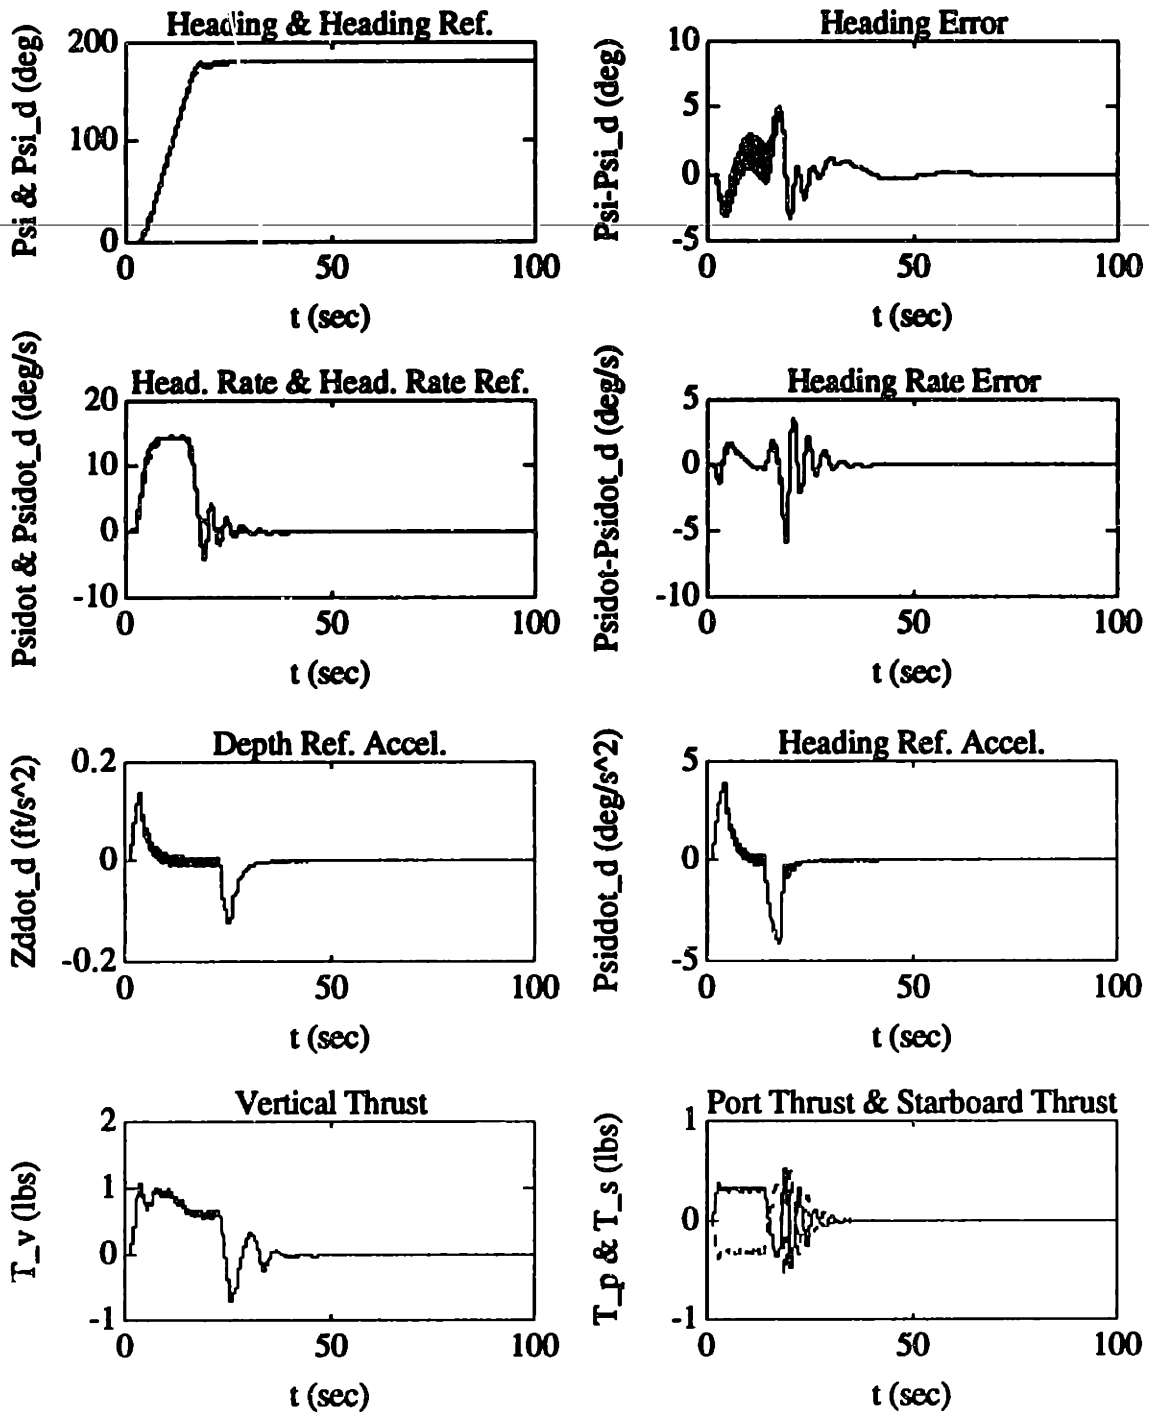 Heading & Heading Ref.
Psi & Psi_d (deg)
200
100
0
0 50 100
t (sec)
Heading Error
Psi-Psi_d (deg)
10
5
0
-5
0 50 100
t (sec)
Head. Rate & Head. Rate Ref.
Psidot & Psidot_d (deg/s)
20
10
0
-10
0 50 100
t (sec)
Heading Rate Error
Psidot-Psidot_d (deg/s)
5
0
-5
-10
0 50 100
t (sec)
Depth Ref. Accel.
Zddot_d (ft/s^2)
0.2
0
-0.2
0 50 100
t (sec)
Heading Ref. Accel.
Psiddot_d (deg/s^2)
5
0
-5
0 50 100
t (sec)
Vertical Thrust
T_v (lbs)
2
1
0
-1
0 50 100
t (sec)
Port Thrust & Starboard Thrust
T_p & T_s (lbs)
1
0
-1
0 50 100
t (sec)